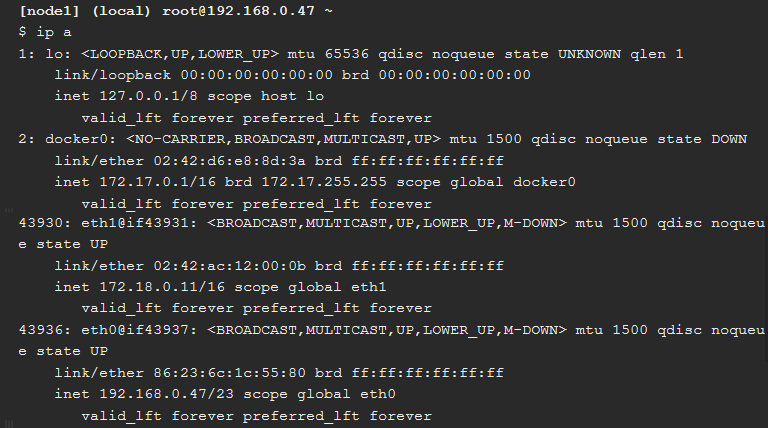 [node1] (local) root@192.168.0.47 ~
$ ip a
1: lo: <LOOPBACK,UP,LOWER_UP> mtu 65536 qdisc noqueue state UNKNOWN qlen 1
    link/loopback 00:00:00:00:00:00 brd 00:00:00:00:00:00
    inet 127.0.0.1/8 scope host lo
       valid_lft forever preferred_lft forever
2: docker0: <NO-CARRIER,BROADCAST,MULTICAST,UP> mtu 1500 qdisc noqueue state DOWN
    link/ether 02:42:d6:e8:8d:3a brd ff:ff:ff:ff:ff:ff
    inet 172.17.0.1/16 brd 172.17.255.255 scope global docker0
       valid_lft forever preferred_lft forever
43930: eth1@if43931: <BROADCAST,MULTICAST,UP,LOWER_UP,M-DOWN> mtu 1500 qdisc noqueu
e state UP
    link/ether 02:42:ac:12:00:0b brd ff:ff:ff:ff:ff:ff
    inet 172.18.0.11/16 scope global eth1
       valid_lft forever preferred_lft forever
43936: eth0@if43937: <BROADCAST,MULTICAST,UP,LOWER_UP,M-DOWN> mtu 1500 qdisc noqueu
e state UP
    link/ether 86:23:6c:1c:55:80 brd ff:ff:ff:ff:ff:ff
    inet 192.168.0.47/23 scope global eth0
       valid_lft forever preferred_lft forever